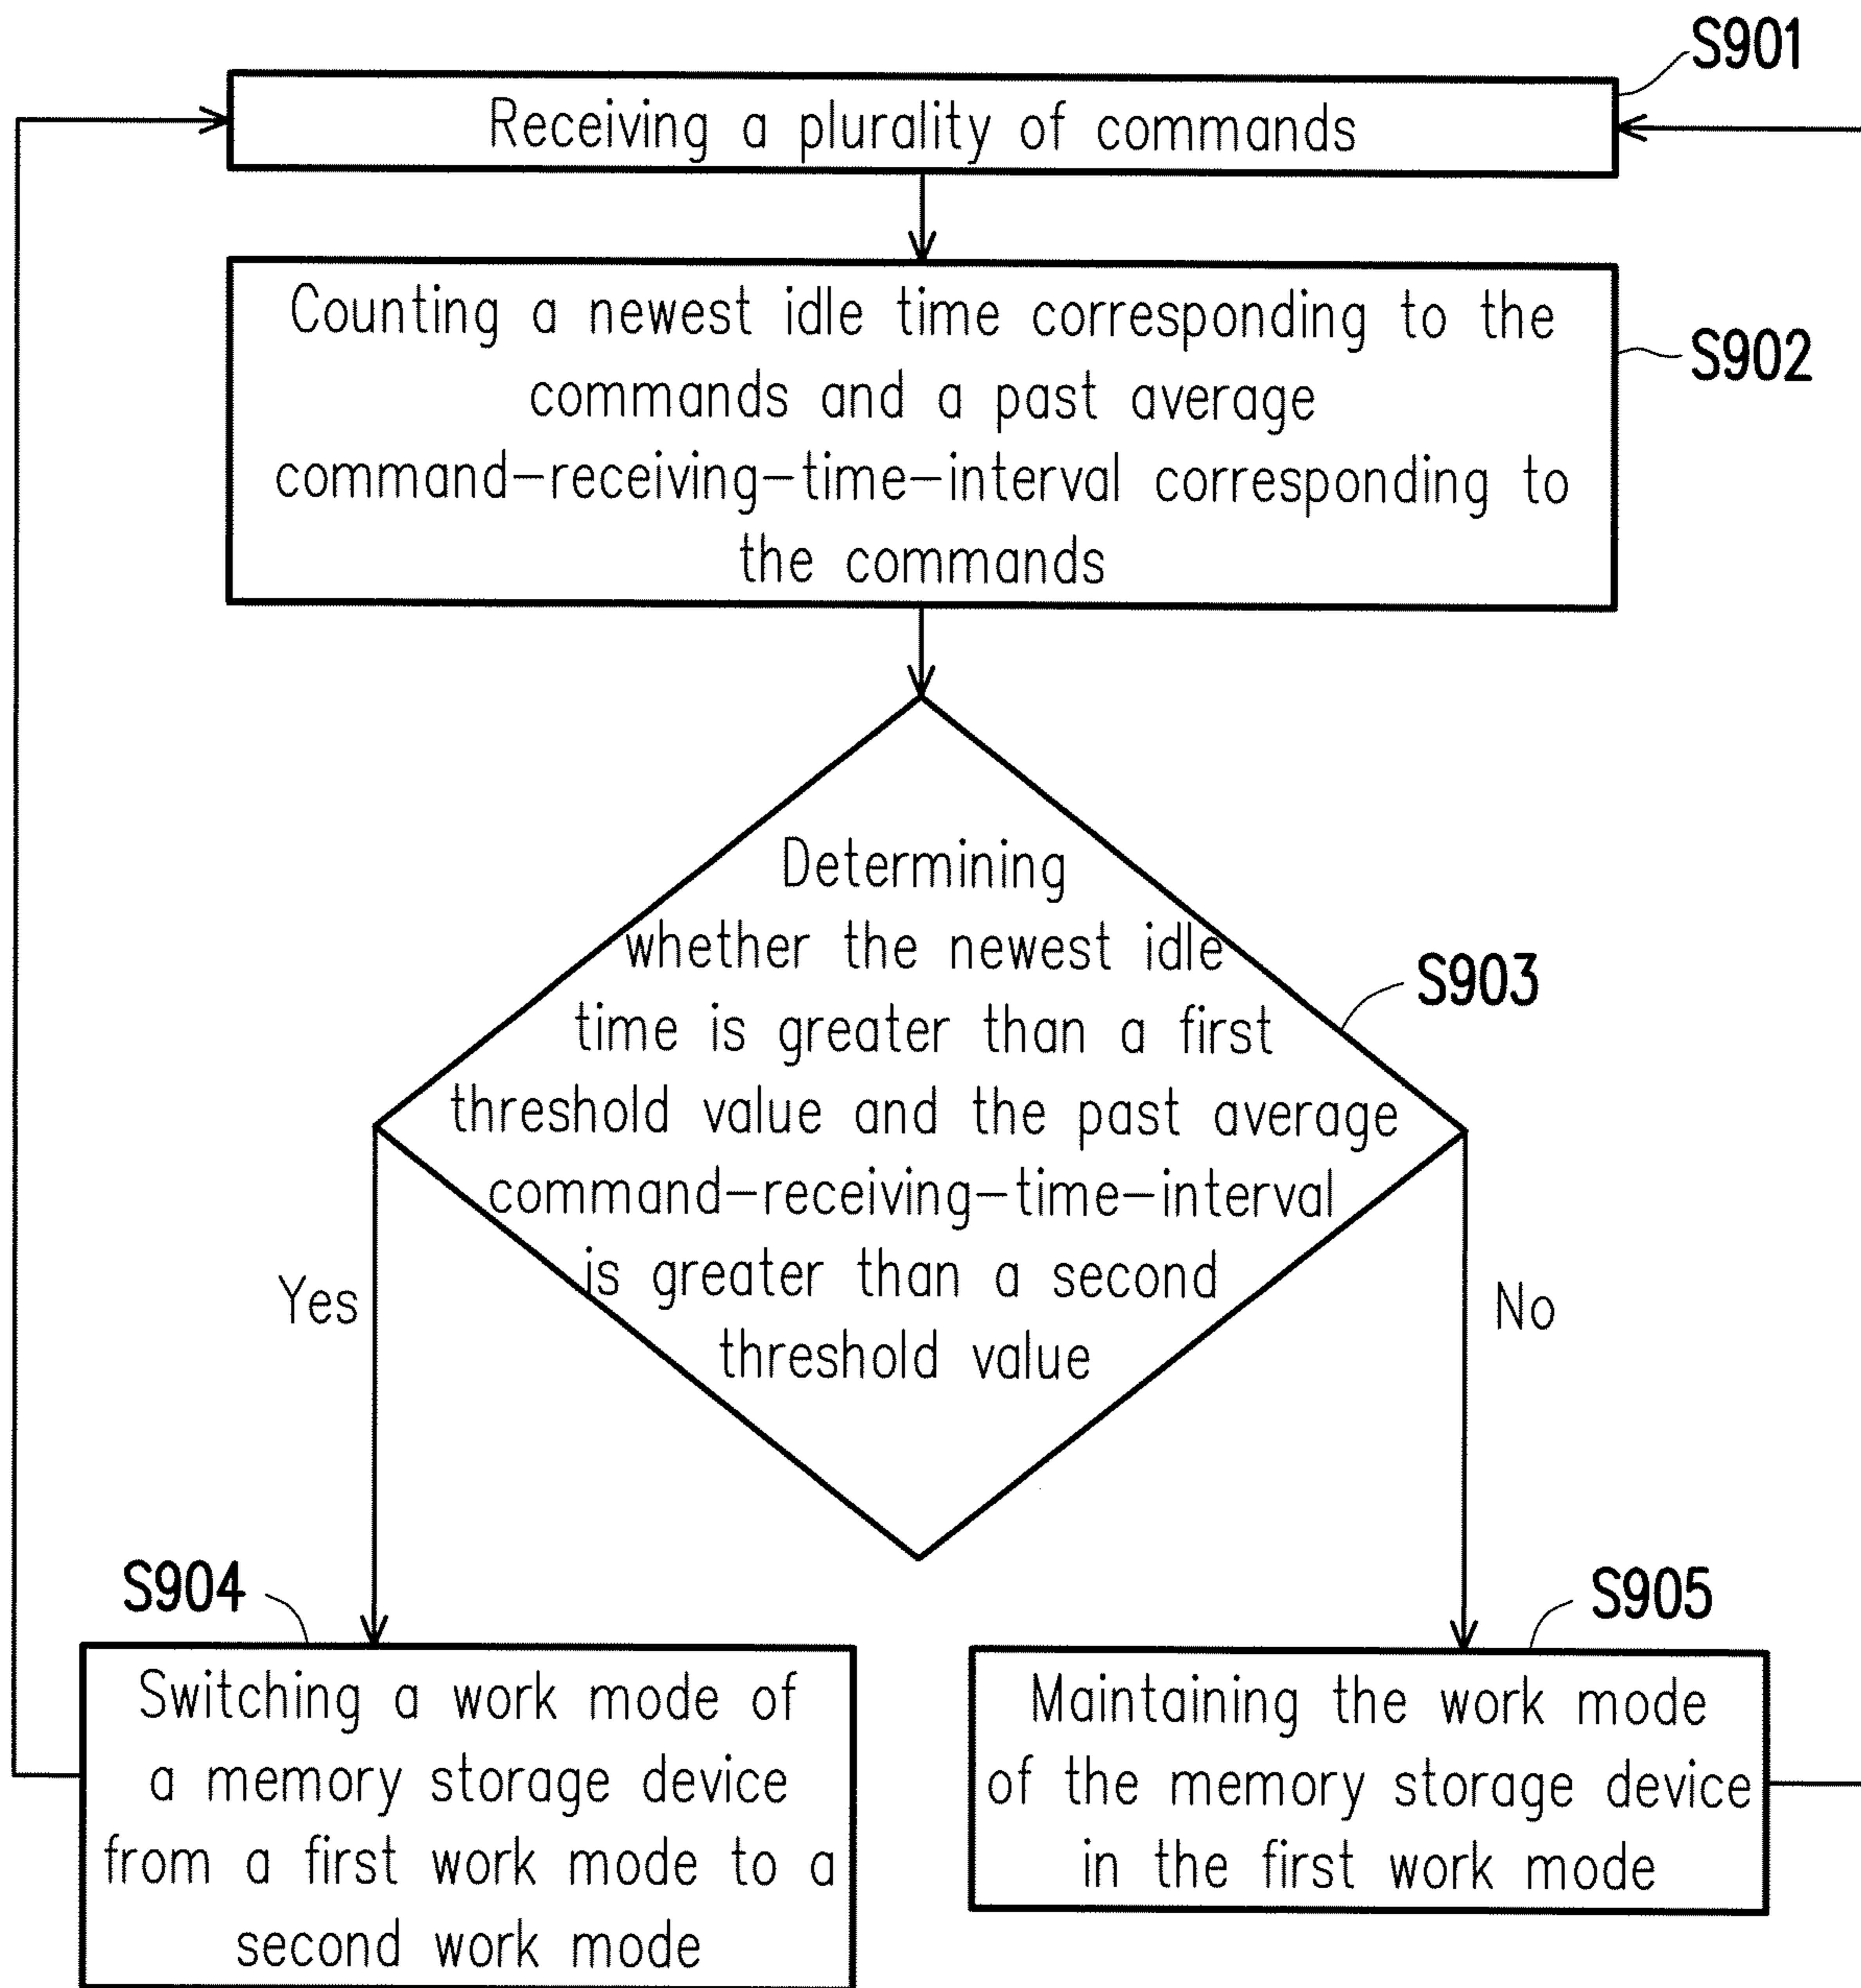 S901
Receiving a plurality of commands
Counting a newest idle time corresponding to the
commands and a past average
command-receiving-time-interval corresponding to
the commands
S902
Determining
whether the newest idle
time is greater than a first
threshold value and the past average
command-receiving-time-interval
is greater than a second
threshold value
S903
Yes
No
S904
Switching a work mode of
a memory storage device
from a first work mode to a
second work mode
S905
Maintaining the work mode
of the memory storage device
in the first work mode